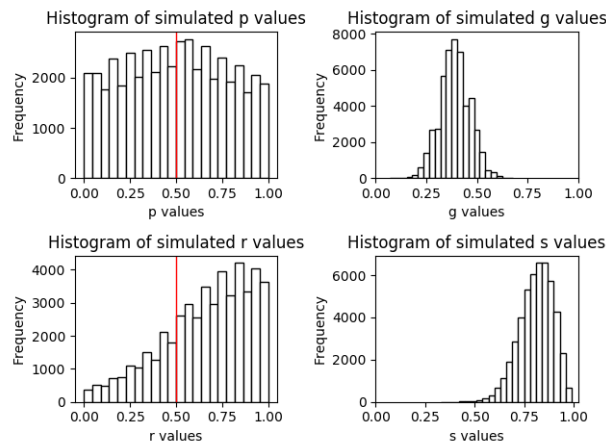 Histogram of simulated p values
Frequency
2000
1000
0
0.00 0.25 0.50 0.75 1.00
p values
Histogram of simulated g values
Frequency
8000
6000
4000
2000
0
0.00 0.25 0.50 0.75 1.00
g values
Histogram of simulated r values
Frequency
4000
3000
2000
1000
0
0.00 0.25 0.50 0.75 1.00
r values
Histogram of simulated s values
Frequency
6000
4000
2000
0
0.00 0.25 0.50 0.75 1.00
s values